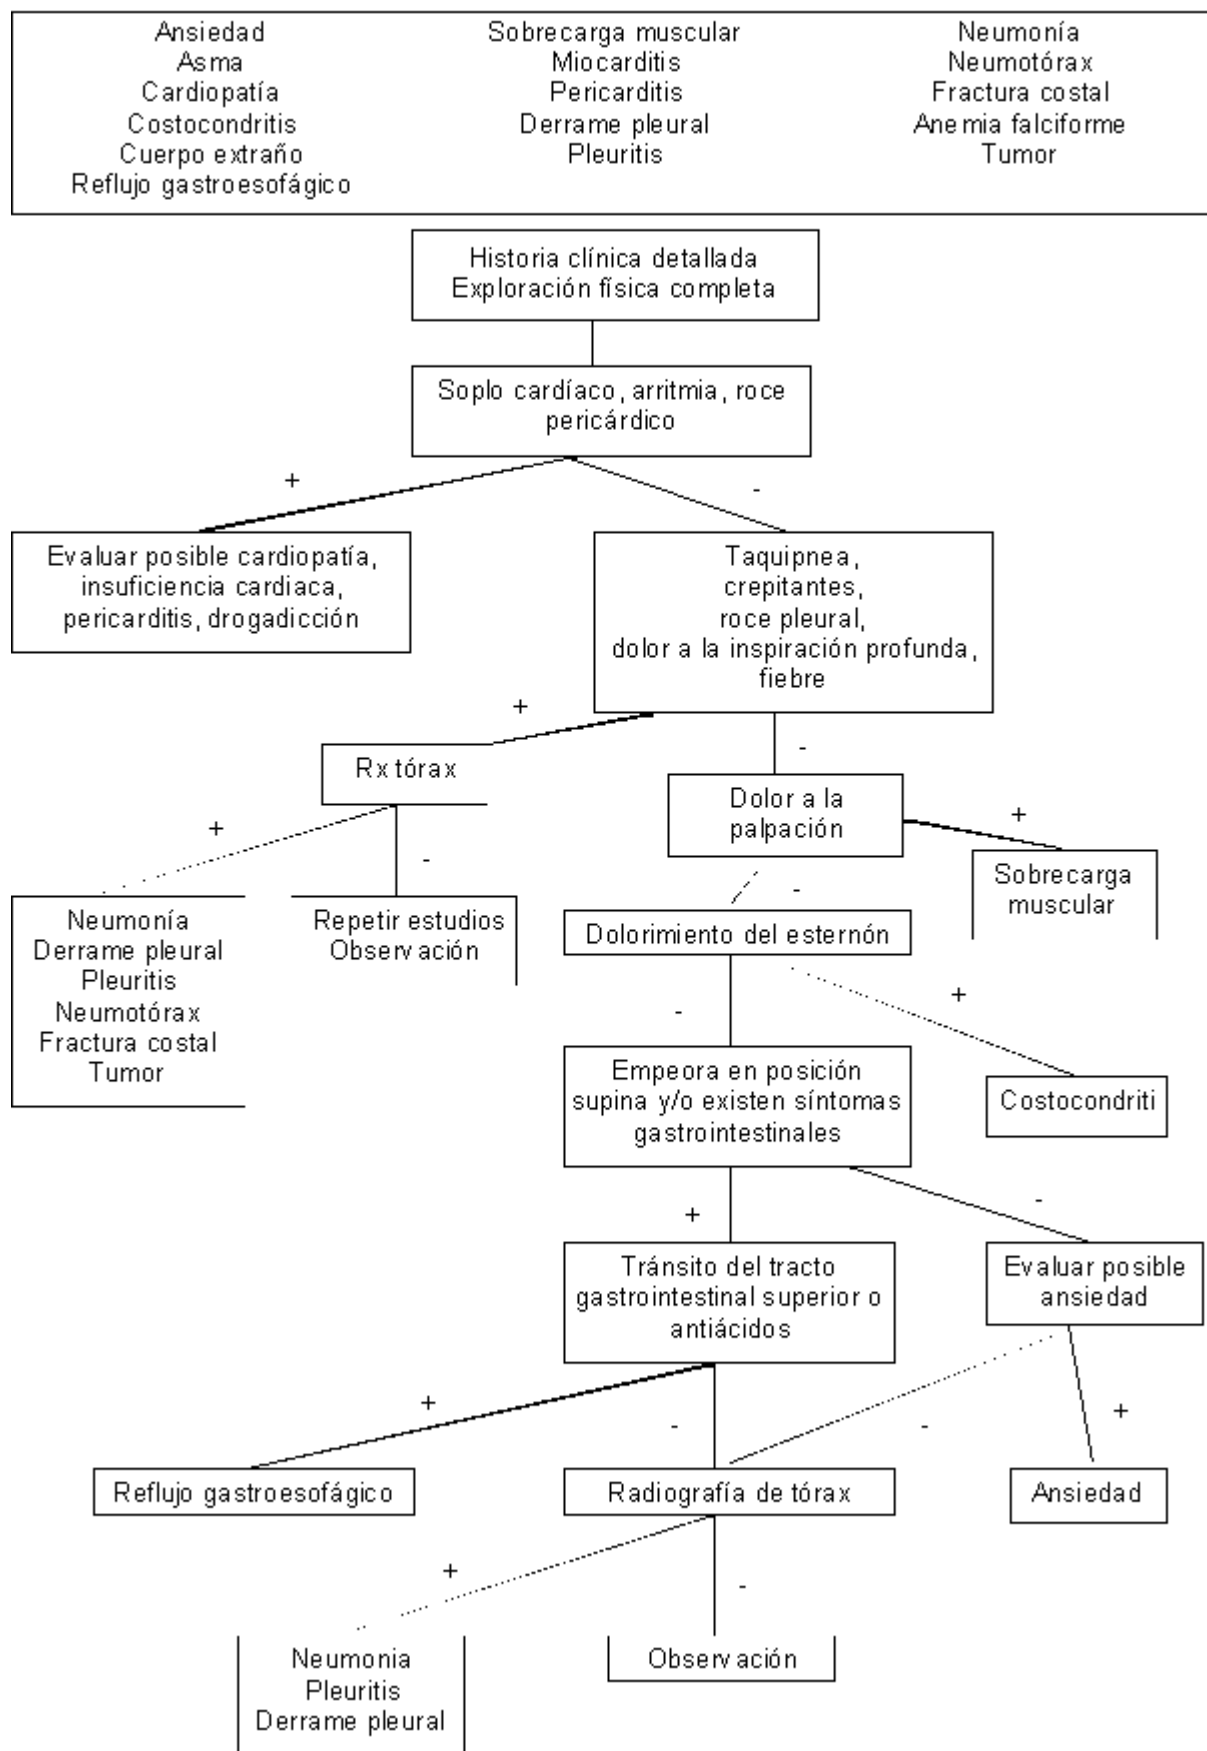 Ansiedad
Asma
Cardiopatía
Costocondritis
Cuerpo extraño
Reflujo gastroesofágico
Sobrecarga muscular
Miocarditis
Pericarditis
Derrame pleural
Pleuritis
Neumonía
Neumotórax
Fractura costal
Anemia falciforme
Tumor
Historia clínica detallada
Exploración física completa
Soplo cardíaco, arritmia, roce
pericárdico
+
-
Evaluar posible cardiopatía,
insuficiencia cardiaca,
pericarditis, drogadicción
Taquipnea,
crepitantes,
roce pleural,
dolor a la inspiración profunda,
fiebre
+
-
Rx tórax
Dolor a la
palpación
+
-
+
-
Neumonía
Derrame pleural
Pleuritis
Neumotórax
Fractura costal
Tumor
Repetir estudios
Observación
Sobrecarga
muscular
Dolorimiento del esternón
-
+
Empeora en posición
supina y/o existen síntomas
gastrointestinales
Costocondriti
+
-
Tránsito del tracto
gastrointestinal superior o
antiácidos
Evaluar posible
ansiedad
+
-
-
+
Reflujo gastroesofágico
Radiografía de tórax
Ansiedad
+
-
Neumonia
Pleuritis
Derrame pleural
Observación